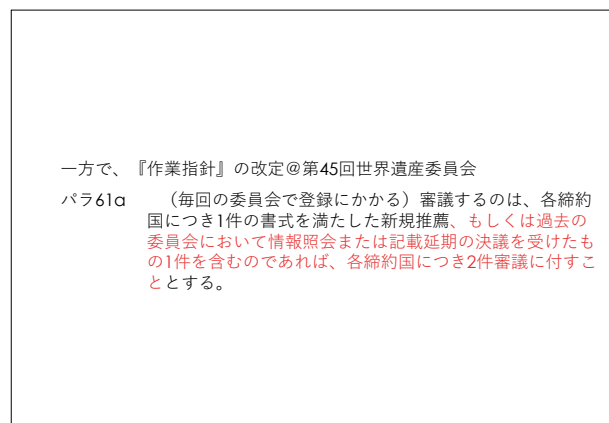 一方で、『作業指針』の改定@第45回世界遺産委員会
パラ61a　（毎回の委員会で登録にかかる）審議するのは、各締約
国につき1件の書式を満たした新規推薦、もしくは過去の
委員会において情報照会または記載延期の決議を受けたも
の1件を含むのであれば、各締約国につき2件審議に付すこ
ととする。